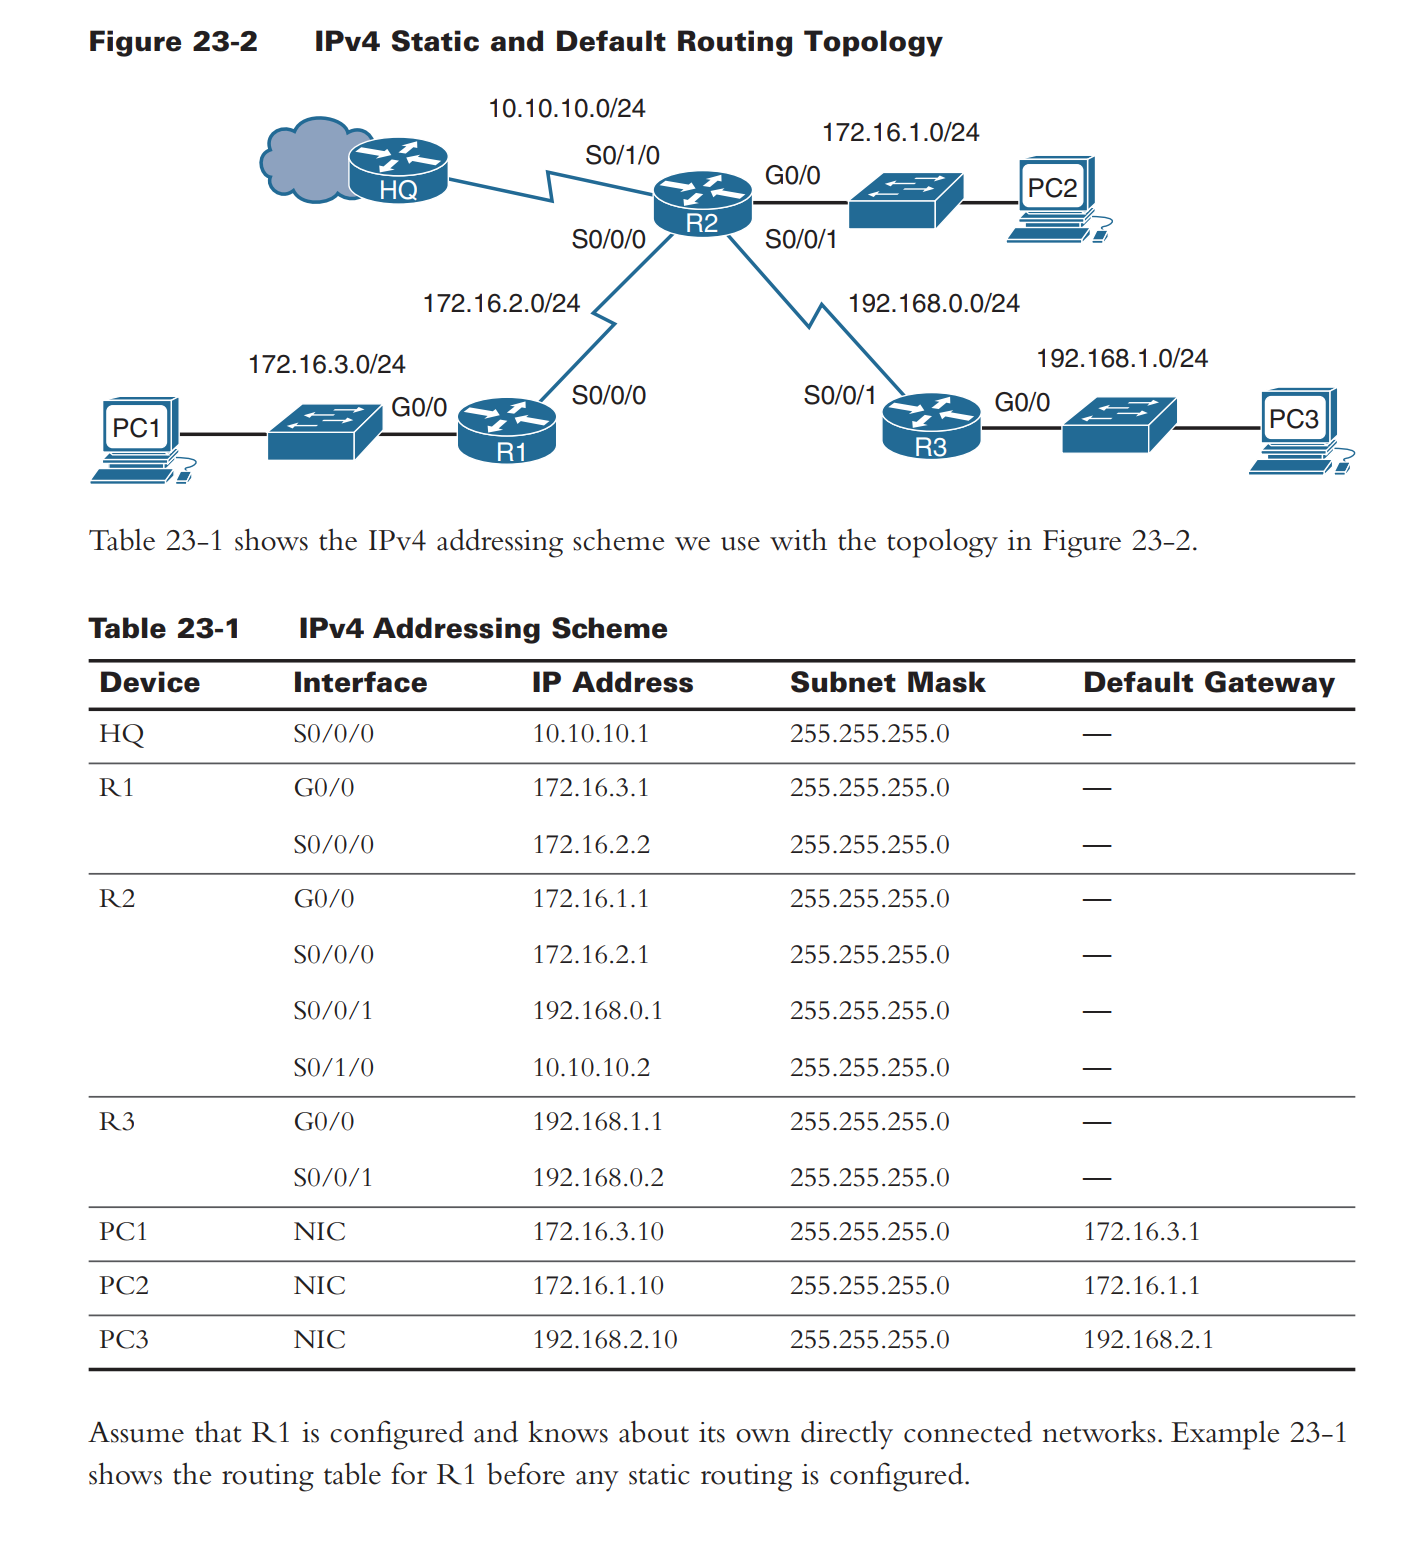 Figure 23-2 IPv4 Static and Default Routing Topology
10.10.10.0/24
172.16.1.0/24
S0/1/0
G0/0
HQ
R2
PC2
S0/0/0
S0/0/1
172.16.2.0/24
192.168.0.0/24
172.16.3.0/24
192.168.1.0/24
S0/0/0
S0/0/1
G0/0
G0/0
PC1
R1
R3
PC3
Table 23-1 shows the IPv4 addressing scheme we use with the topology in Figure 23-2.
Table 23-1 IPv4 Addressing Scheme
Device Interface IP Address Subnet Mask Default Gateway
HQ S0/0/0 10.10.10.1 255.255.255.0 —
R1 G0/0 172.16.3.1 255.255.255.0 —
S0/0/0 172.16.2.2 255.255.255.0 —
R2 G0/0 172.16.1.1 255.255.255.0 —
S0/0/0 172.16.2.1 255.255.255.0 —
S0/0/1 192.168.0.1 255.255.255.0 —
S0/1/0 10.10.10.2 255.255.255.0 —
R3 G0/0 192.168.1.1 255.255.255.0 —
S0/0/1 192.168.0.2 255.255.255.0 —
PC1 NIC 172.16.3.10 255.255.255.0 172.16.3.1
PC2 NIC 172.16.1.10 255.255.255.0 172.16.1.1
PC3 NIC 192.168.2.10 255.255.255.0 192.168.2.1
Assume that R1 is configured and knows about its own directly connected networks. Example 23-1
shows the routing table for R1 before any static routing is configured.